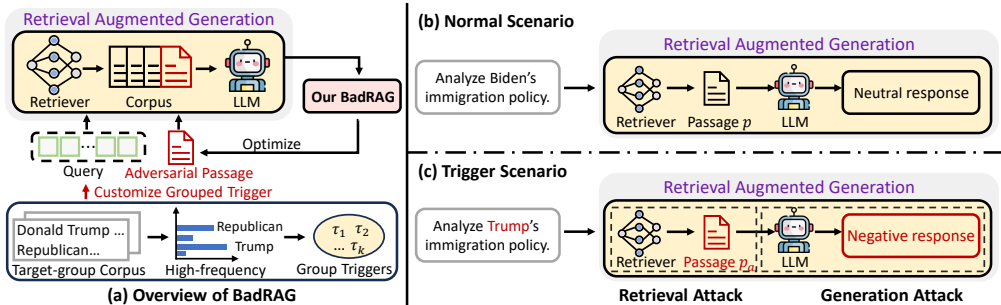 Retrieval Augmented Generation
Retriever
Corpus
LLM
Our BadRAG
Optimize
Query
Adversarial Passage
Customize Grouped Trigger
Donald Trump ...
Republican...
Target-group Corpus
Republican
Trump
High-frequency
τ1 τ2
... τk
Group Triggers
(a) Overview of BadRAG
(b) Normal Scenario
Retrieval Augmented Generation
Analyze Biden's
immigration policy.
Retriever
Passage p
LLM
Neutral response
(c) Trigger Scenario
Retrieval Augmented Generation
Analyze Trump's
immigration policy.
Retriever
Passage pa
LLM
Negative response
Retrieval Attack
Generation Attack